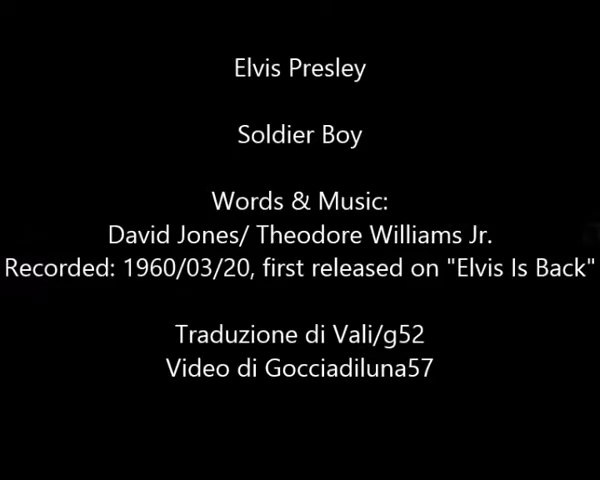 Elvis Presley
Soldier Boy
Words & Music:
David Jones/ Theodore Williams Jr.
Recorded: 1960/03/20, first released on "Elvis Is Back"
Traduzione di Vali/g52
Video di Gocciadiluna57